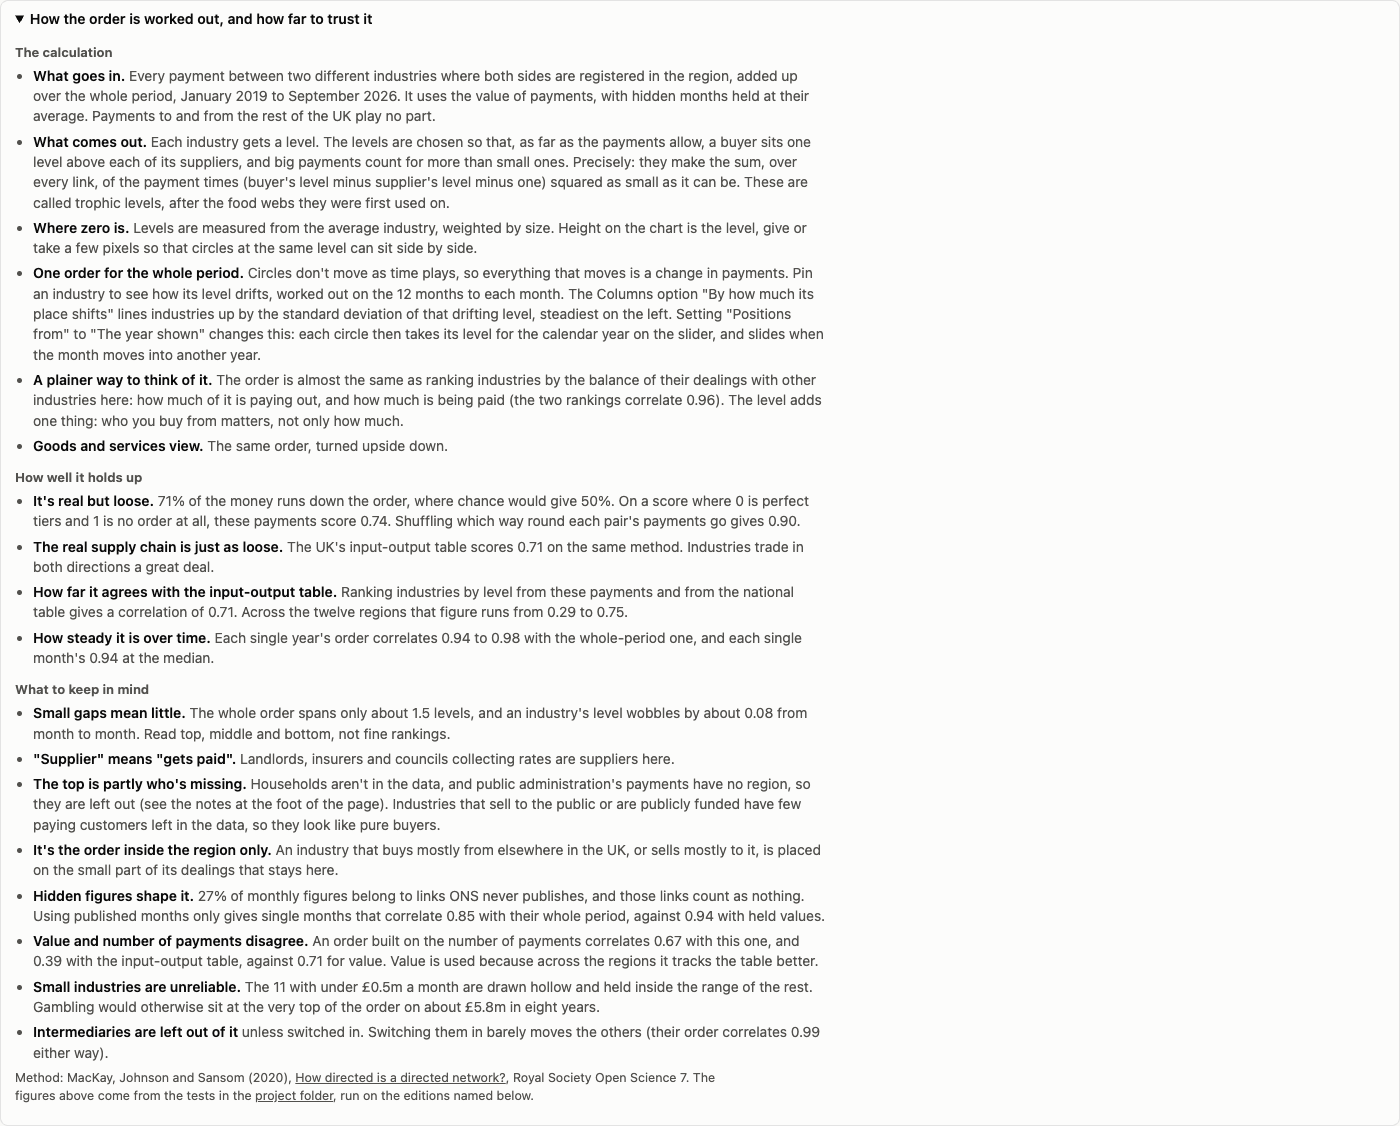 ▼ How the order is worked out, and how far to trust it
The calculation
• What goes in. Every payment between two different industries where both sides are registered in the region, added up
over the whole period, January 2019 to September 2026. It uses the value of payments, with hidden months held at their
average. Payments to and from the rest of the UK play no part.
• What comes out. Each industry gets a level. The levels are chosen so that, as far as the payments allow, a buyer sits one
level above each of its suppliers, and big payments count for more than small ones. Precisely: they make the sum, over
every link, of the payment times (buyer's level minus supplier's level minus one) squared as small as it can be. These are
called trophic levels, after the food webs they were first used on.
• Where zero is. Levels are measured from the average industry, weighted by size. Height on the chart is the level, give or
take a few pixels so that circles at the same level can sit side by side.
• One order for the whole period. Circles don't move as time plays, so everything that moves is a change in payments. Pin
an industry to see how its level drifts, worked out on the 12 months to each month. The Columns option "By how much its
place shifts" lines industries up by the standard deviation of that drifting level, steadiest on the left. Setting "Positions
from" to "The year shown" changes this: each circle then takes its level for the calendar year on the slider, and slides when
the month moves into another year.
• A plainer way to think of it. The order is almost the same as ranking industries by the balance of their dealings with other
industries here: how much of it is paying out, and how much is being paid (the two rankings correlate 0.96). The level adds
one thing: who you buy from matters, not only how much.
• Goods and services view. The same order, turned upside down.
How well it holds up
• It's real but loose. 71% of the money runs down the order, where chance would give 50%. On a score where 0 is perfect
tiers and 1 is no order at all, these payments score 0.74. Shuffling which way round each pair's payments go gives 0.90.
• The real supply chain is just as loose. The UK's input-output table scores 0.71 on the same method. Industries trade in
both directions a great deal.
• How far it agrees with the input-output table. Ranking industries by level from these payments and from the national
table gives a correlation of 0.71. Across the twelve regions that figure runs from 0.29 to 0.75.
• How steady it is over time. Each single year's order correlates 0.94 to 0.98 with the whole-period one, and each single
month's 0.94 at the median.
What to keep in mind
• Small gaps mean little. The whole order spans only about 1.5 levels, and an industry's level wobbles by about 0.08 from
month to month. Read top, middle and bottom, not fine rankings.
• "Supplier" means "gets paid". Landlords, insurers and councils collecting rates are suppliers here.
• The top is partly who's missing. Households aren't in the data, and public administration's payments have no region, so
they are left out (see the notes at the foot of the page). Industries that sell to the public or are publicly funded have few
paying customers left in the data, so they look like pure buyers.
• It's the order inside the region only. An industry that buys mostly from elsewhere in the UK, or sells mostly to it, is placed
on the small part of its dealings that stays here.
• Hidden figures shape it. 27% of monthly figures belong to links ONS never publishes, and those links count as nothing.
Using published months only gives single months that correlate 0.85 with their whole period, against 0.94 with held values.
• Value and number of payments disagree. An order built on the number of payments correlates 0.67 with this one, and
0.39 with the input-output table, against 0.71 for value. Value is used because across the regions it tracks the table better.
• Small industries are unreliable. The 11 with under £0.5m a month are drawn hollow and held inside the range of the rest.
Gambling would otherwise sit at the very top of the order on about £5.8m in eight years.
• Intermediaries are left out of it unless switched in. Switching them in barely moves the others (their order correlates 0.99
either way).
Method: MacKay, Johnson and Sansom (2020), How directed is a directed network?, Royal Society Open Science 7. The
figures above come from the tests in the project folder, run on the editions named below.